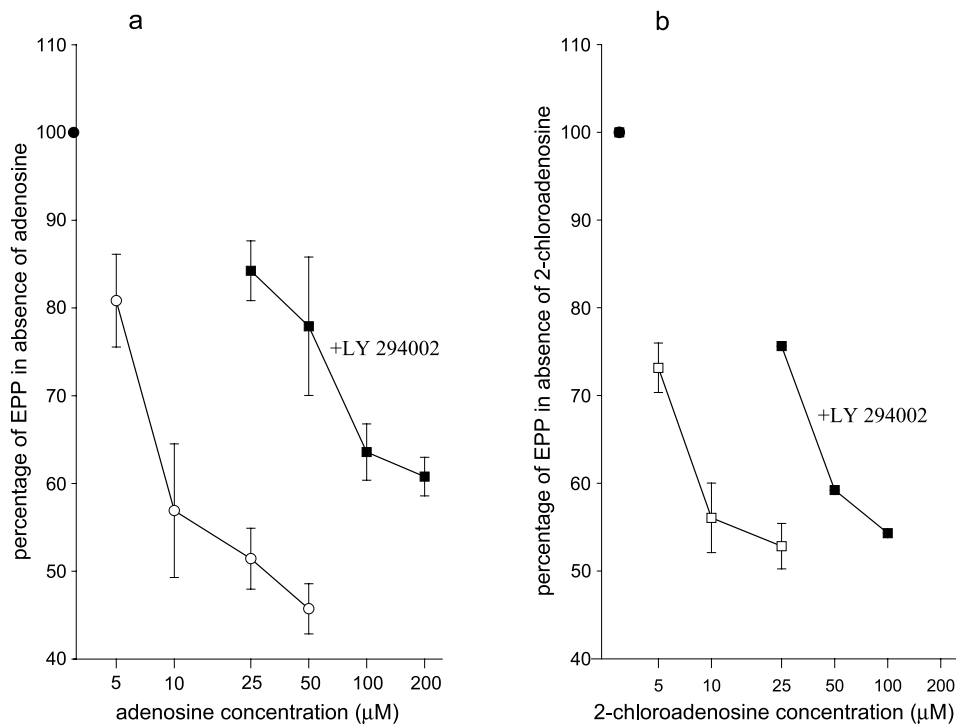 a
percentage of EPP in absence of adenosine
110
100
90
80
70
60
50
40
+LY 294002
5 10 25 50 100 200
adenosine concentration (µM)
b
percentage of EPP in absence of 2-chloroadenosine
110
100
90
80
70
60
50
40
+LY 294002
5 10 25 50 100 200
2-chloroadenosine concentration (µM)